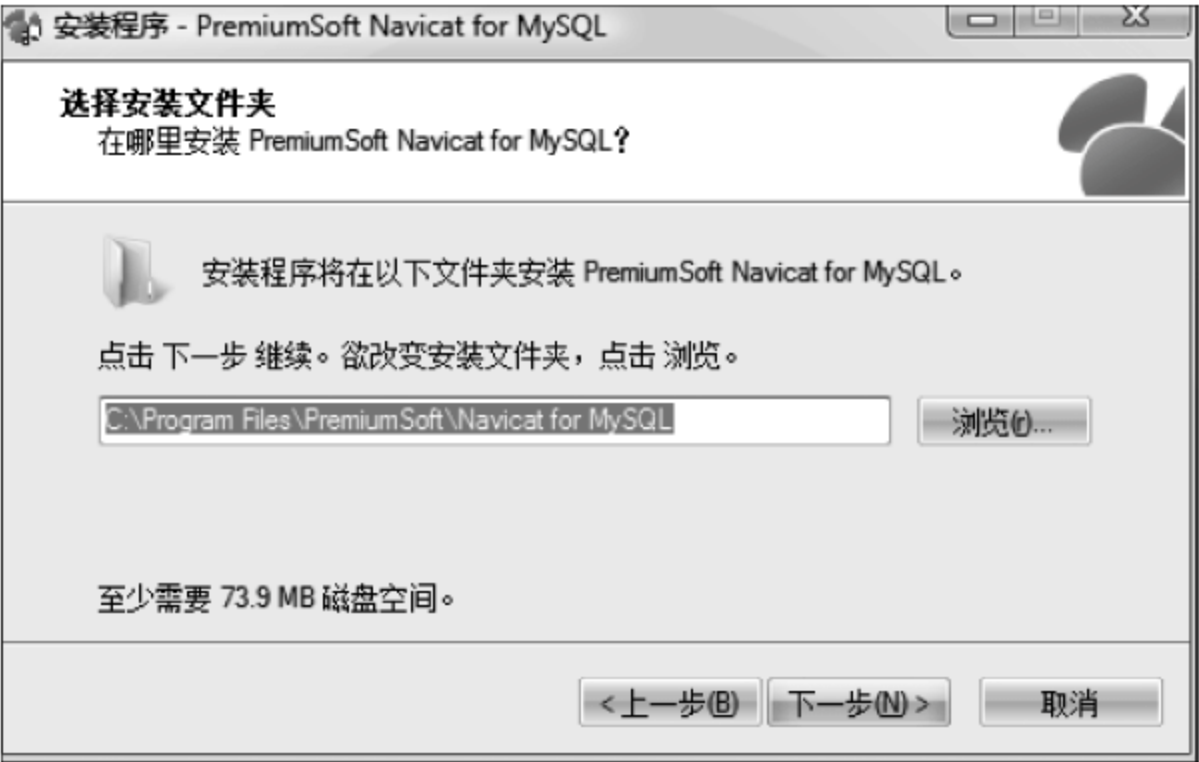 安装程序 - PremiumSoft Navicat for MySQL
选择安装文件夹
在哪里安装 PremiumSoft Navicat for MySQL?
安装程序将在以下文件夹安装 PremiumSoft Navicat for MySQL。
点击 下一步 继续。欲改变安装文件夹，点击 浏览。
C:\Program Files\PremiumSoft\Navicat for MySQL
浏览(r)...
至少需要 73.9 MB 磁盘空间。
<上一步(B) 下一步(N)> 取消